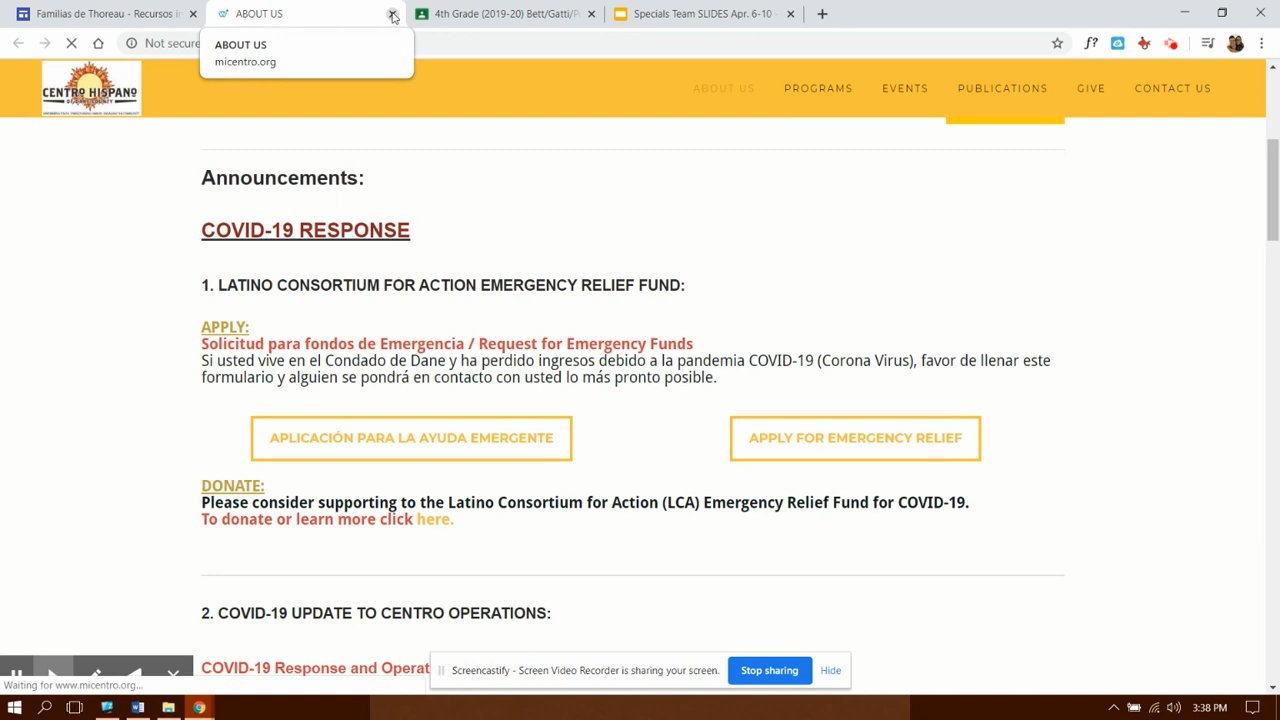 Familias de Thoreau - Recursos in
ABOUT US
4th Grade (2019-20) Bett/Gatti/P
Specials Team SLIDES Apr. 6-10 -
Not secure
ABOUT US
micentro.org
CENTRO HISPANO
ABOUT US
PROGRAMS
EVENTS
PUBLICATIONS
GIVE
CONTACT US
Announcements:
COVID-19 RESPONSE
1. LATINO CONSORTIUM FOR ACTION EMERGENCY RELIEF FUND:
APPLY:
Solicitud para fondos de Emergencia / Request for Emergency Funds
Si usted vive en el Condado de Dane y ha perdido ingresos debido a la pandemia COVID-19 (Corona Virus), favor de llenar este
formulario y alguien se pondrá en contacto con usted lo más pronto posible.
APLICACIÓN PARA LA AYUDA EMERGENTE
APPLY FOR EMERGENCY RELIEF
DONATE:
Please consider supporting to the Latino Consortium for Action (LCA) Emergency Relief Fund for COVID-19.
To donate or learn more click here.
2. COVID-19 UPDATE TO CENTRO OPERATIONS:
COVID-19 Response and Operat
Screencastify - Screen Video Recorder is sharing your screen.
Stop sharing
Hide
Waiting for www.micentro.org...
3:38 PM